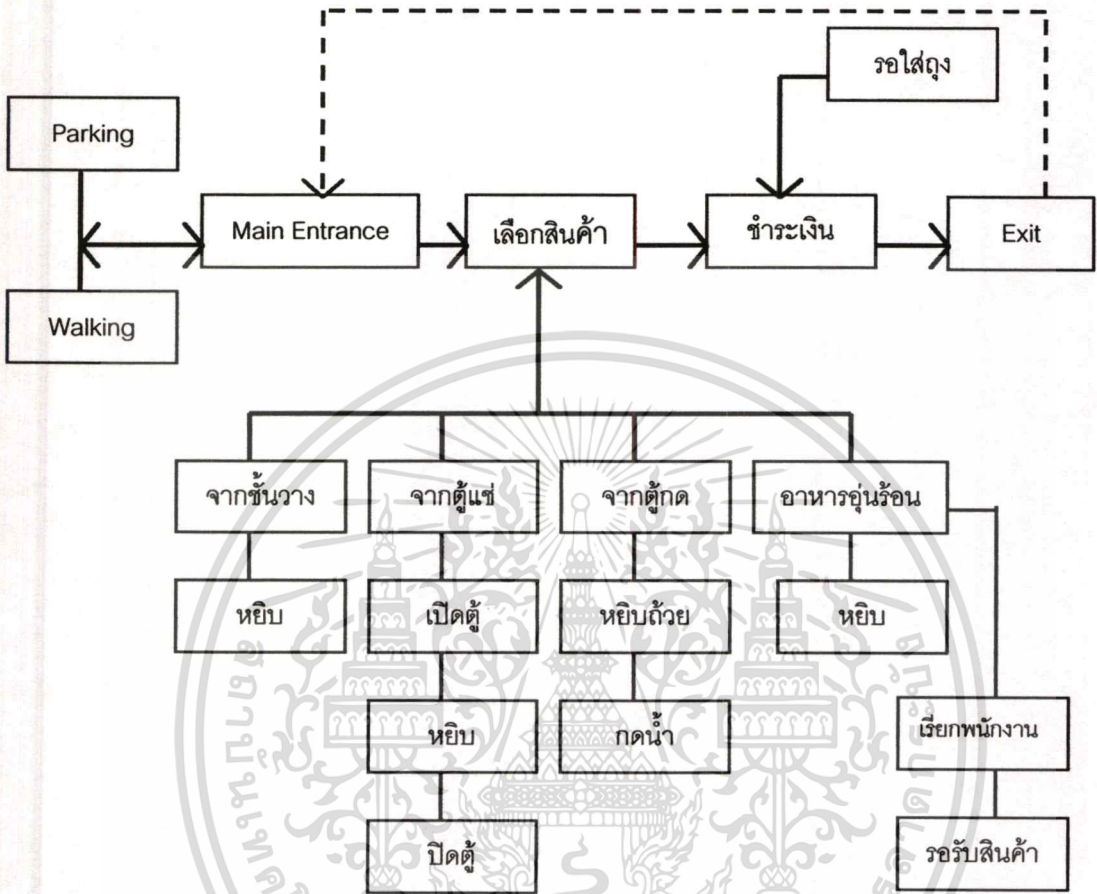 รอใส่ถุง
Parking
Main Entrance
เลือกสินค้า
ชำระเงิน
Exit
Walking
จากชั้นวาง
จากตู้แช่
จากตู้กด
อาหารอุ่นร้อน
หยิบ
เปิดตู้
หยิบถ้วย
หยิบ
หยิบ
กดน้ำ
เรียกพนักงาน
ปิดตู้
รอรับสินค้า